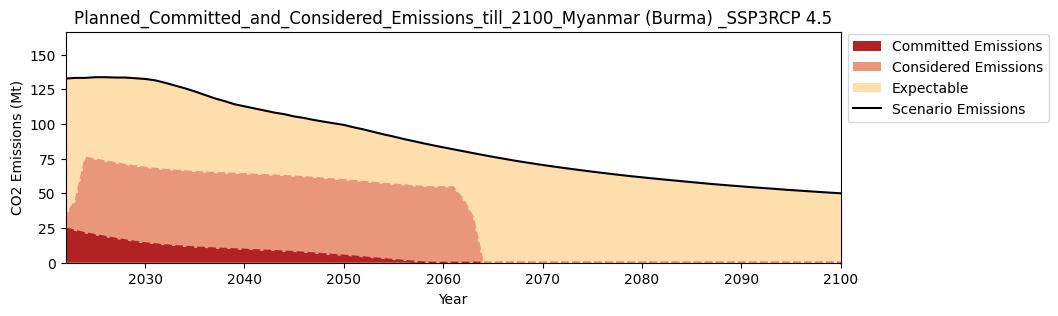 Planned_Committed_and_Considered_Emissions_till_2100_Myanmar (Burma) _SSP3RCP 4.5
CO2 Emissions (Mt)
150
125
100
75
50
25
0
2030 2040 2050 2060 2070 2080 2090 2100
Year
Committed Emissions
Considered Emissions
Expectable
Scenario Emissions